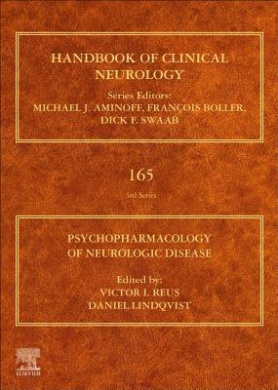 HANDBOOK OF CLINICAL
NEUROLOGY
Series Editors:
MICHAEL J. AMINOFF, FRANÇOIS BOLLER,
DICK F. SWAAB
165
3rd Series
PSYCHOPHARMACOLOGY
OF NEUROLOGIC DISEASE
Edited by:
VICTOR I. REUS
DANIEL LINDQVIST
ELSEVIER